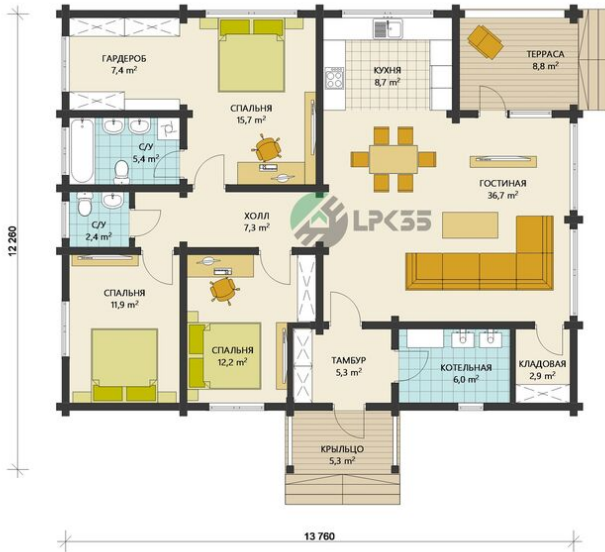 ГАРДЕРОБ
7,4 m²
СПАЛЬНЯ
15,7 m²
КУХНЯ
8,7 m²
ТЕРРАСА
8,8 m²
С/У
5,4 m²
ГОСТИНАЯ
36,7 m²
С/У
2,4 m²
ХОЛЛ
7,3 m²
LPK35
12 260
СПАЛЬНЯ
11,9 m²
СПАЛЬНЯ
12,2 m²
ТАМБУР
5,3 m²
КОТЕЛЬНАЯ
6,0 m²
КЛАДОВАЯ
2,9 m²
КРЫЛЬЦО
5,3 m²
13 760